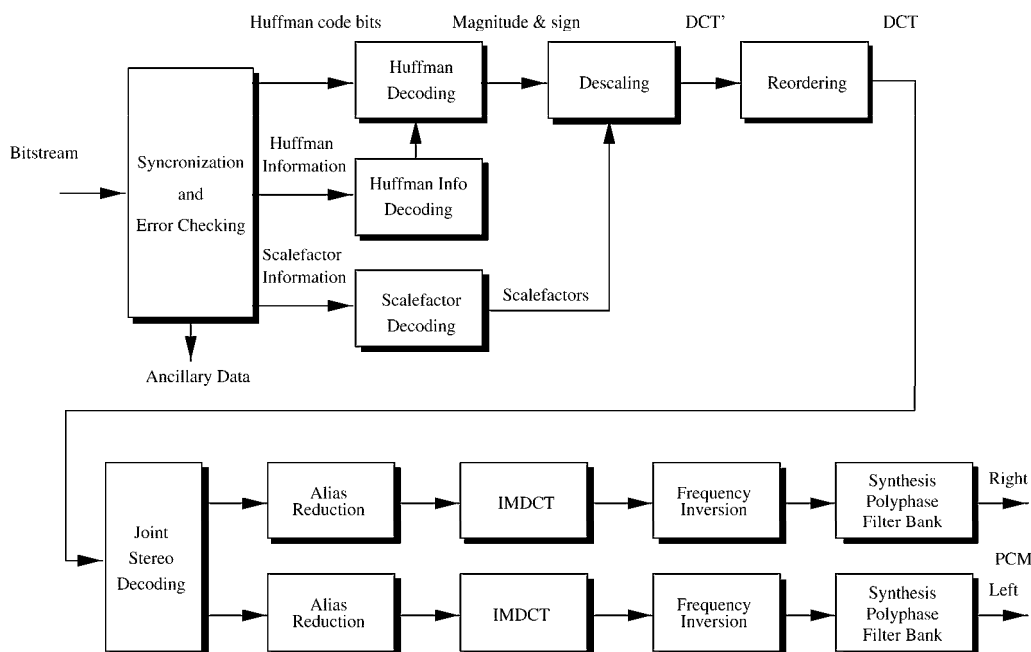 Huffman code bits
Magnitude & sign
DCT'
DCT
Huffman
Decoding
Descaling
Reordering
Bitstream
Syncronization
and
Error Checking
Huffman
Information
Huffman Info
Decoding
Scalefactor
Information
Scalefactor
Decoding
Scalefactors
Ancillary Data
Joint
Stereo
Decoding
Alias
Reduction
IMDCT
Frequency
Inversion
Synthesis
Polyphase
Filter Bank
Right
PCM
Left
Alias
Reduction
IMDCT
Frequency
Inversion
Synthesis
Polyphase
Filter Bank